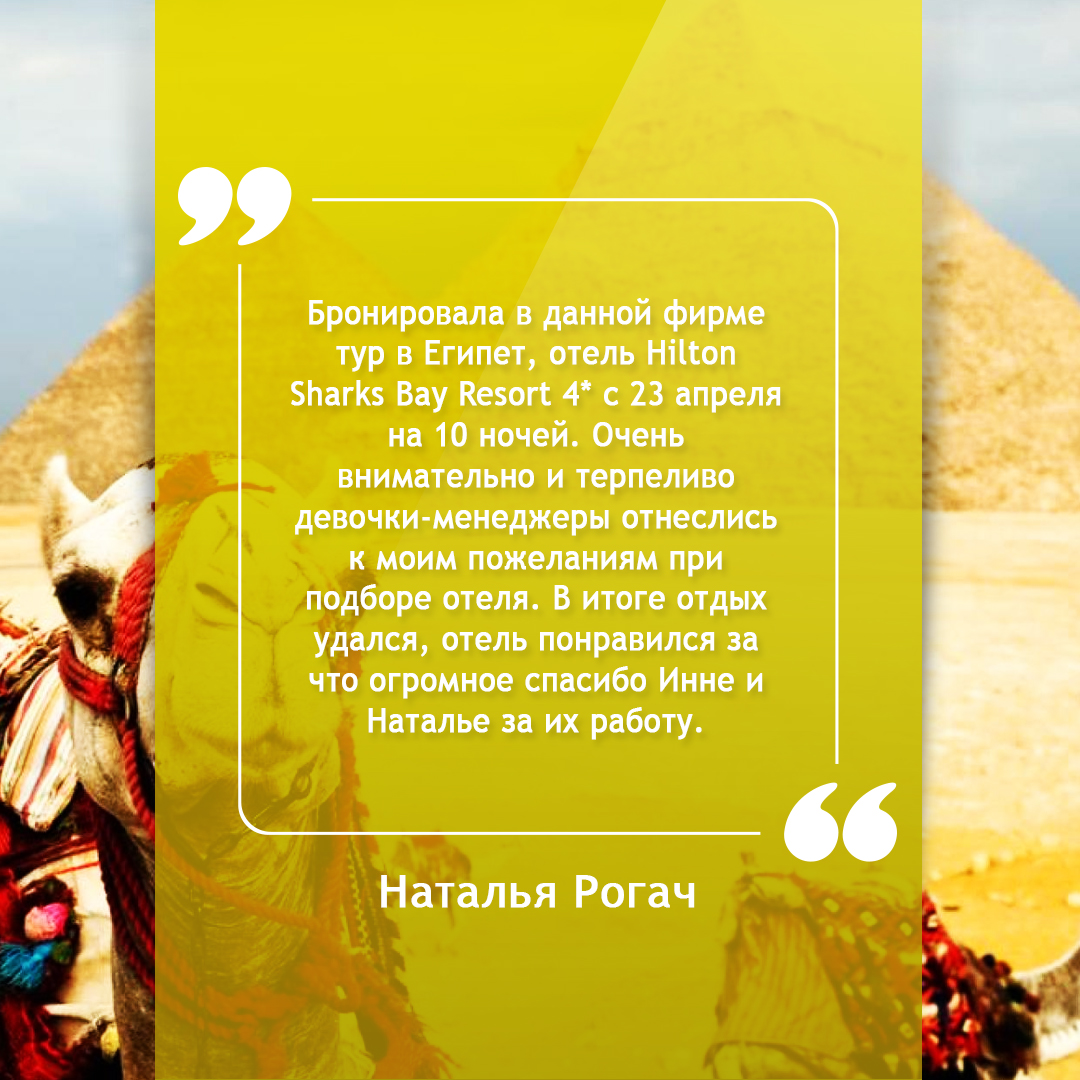 Бронировала в данной фирме
тур в Египет, отель Hilton
Sharks Bay Resort 4* с 23 апреля
на 10 ночей. Очень
внимательно и терпеливо
девочки-менеджеры отнеслись
к моим пожеланиям при
подборе отеля. В итоге отдых
удался, отель понравился за
что огромное спасибо Инне и
Наталье за их работу.
Наталья Рогач